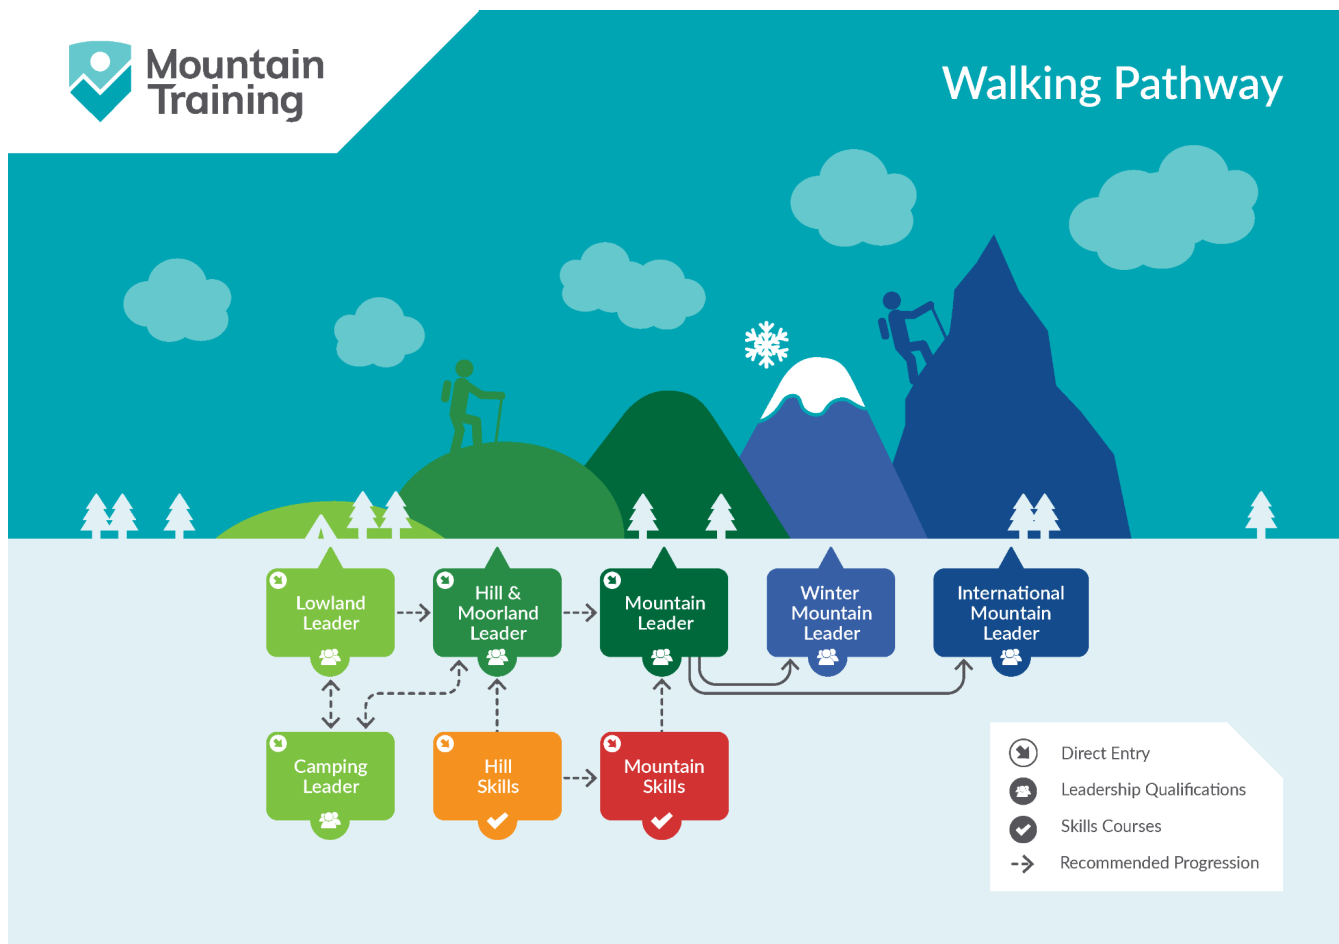 Mountain
Training
Walking Pathway
Lowland
Leader
Hill &
Moorland
Leader
Mountain
Leader
Winter
Mountain
Leader
International
Mountain
Leader
Camping
Leader
Hill
Skills
Mountain
Skills
Direct Entry
Leadership Qualifications
Skills Courses
Recommended Progression